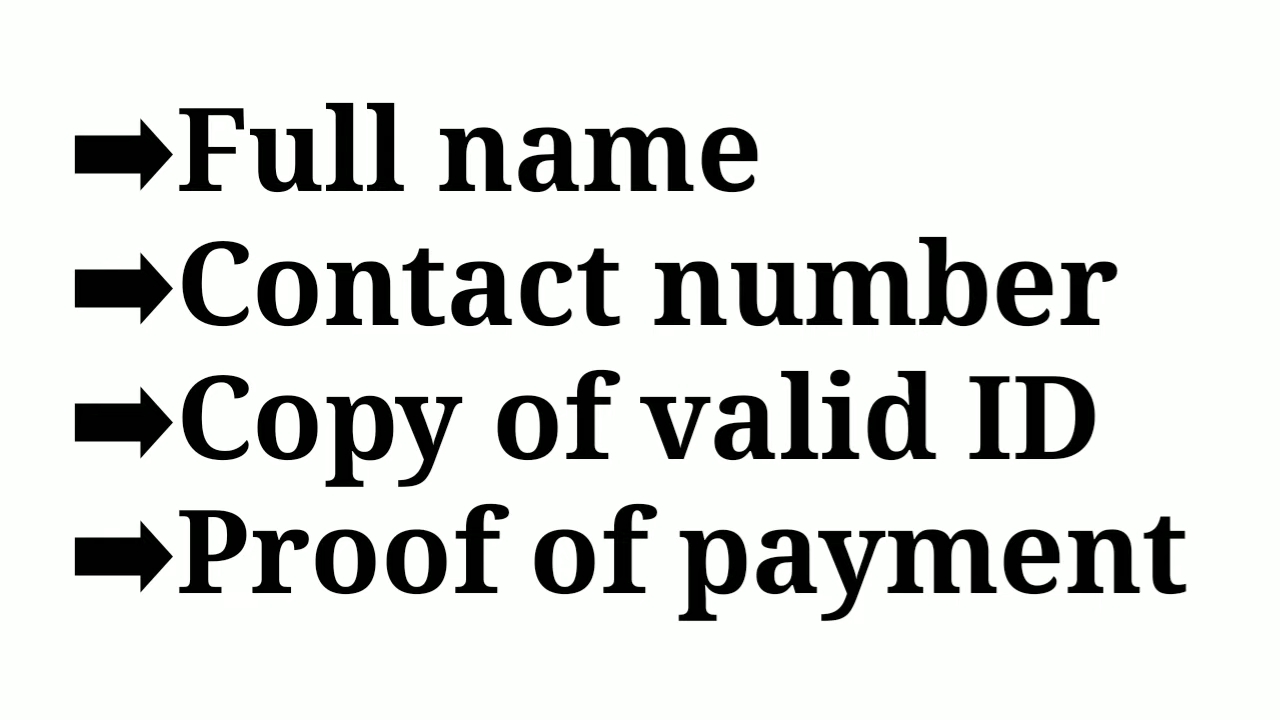 ➡Full name
➡Contact number
➡Copy of valid ID
➡Proof of payment